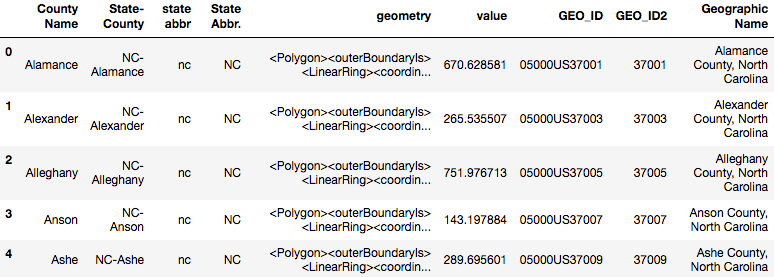 County Name State-County state abbr State Abbr. geometry value GEO_ID GEO_ID2 Geographic Name
0 Alamance NC-Alamance nc NC <Polygon><outerBoundaryIs><LinearRing><coordin... 670.628581 05000US37001 37001 Alamance County, North Carolina
1 Alexander NC-Alexander nc NC <Polygon><outerBoundaryIs><LinearRing><coordin... 265.535507 05000US37003 37003 Alexander County, North Carolina
2 Alleghany NC-Alleghany nc NC <Polygon><outerBoundaryIs><LinearRing><coordin... 751.976713 05000US37005 37005 Alleghany County, North Carolina
3 Anson NC-Anson nc NC <Polygon><outerBoundaryIs><LinearRing><coordin... 143.197884 05000US37007 37007 Anson County, North Carolina
4 Ashe NC-Ashe nc NC <Polygon><outerBoundaryIs><LinearRing><coordin... 289.695601 05000US37009 37009 Ashe County, North Carolina